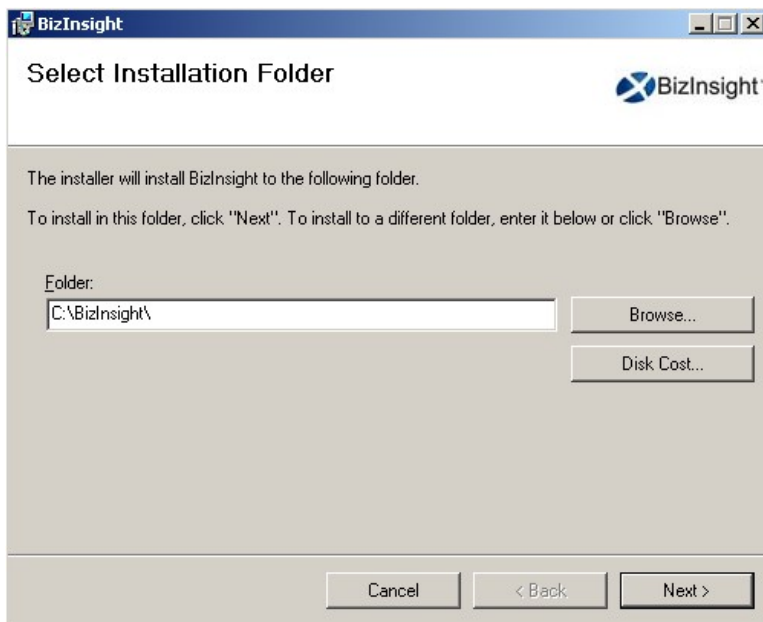 BizInsight
Select Installation Folder
BizInsight
The installer will install BizInsight to the following folder.
To install in this folder, click "Next". To install to a different folder, enter it below or click "Browse".
Folder:
C:\BizInsight\
Browse...
Disk Cost...
Cancel
< Back
Next >